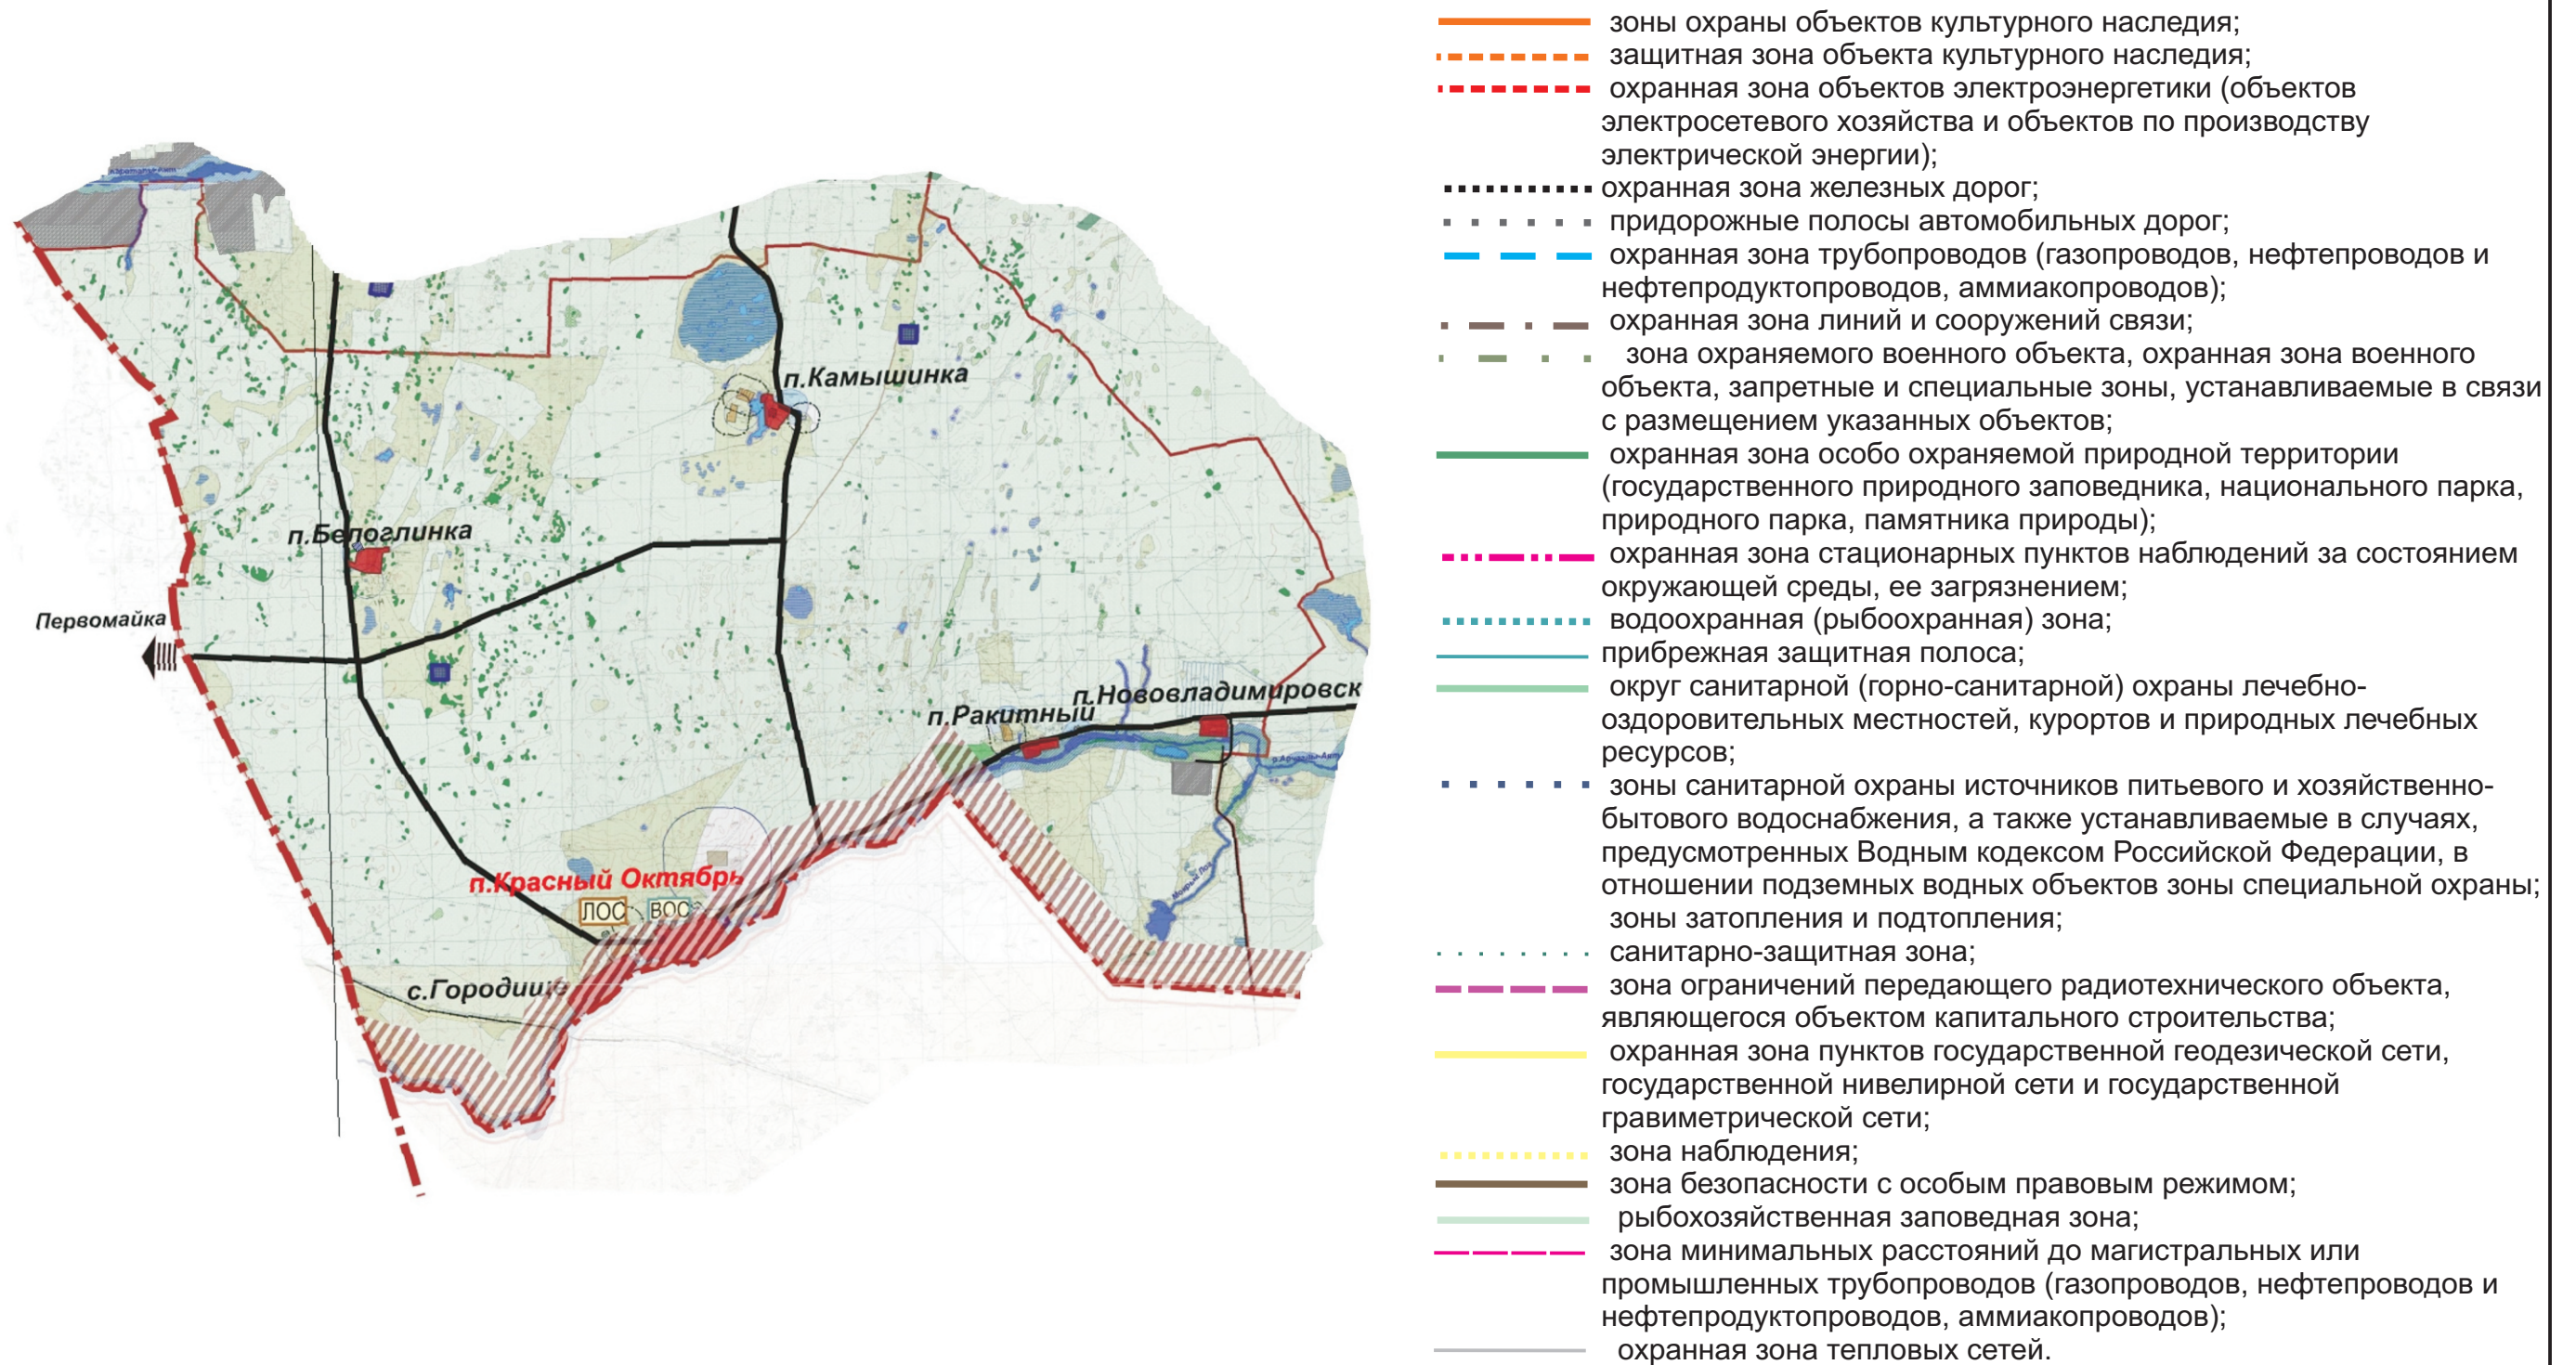 п.Камышинка
п.Белоглинка
Первомайка
п.Нововладимировск
п.Ракитный
п.Красный Октябрь
ЛОС
ВОС
с.Городище
зоны охраны объектов культурного наследия;
защитная зона объекта культурного наследия;
охранная зона объектов электроэнергетики (объектов
электросетевого хозяйства и объектов по производству
электрической энергии);
охранная зона железных дорог;
придорожные полосы автомобильных дорог;
охранная зона трубопроводов (газопроводов, нефтепроводов и
нефтепродуктопроводов, аммиакопроводов);
охранная зона линий и сооружений связи;
зона охраняемого военного объекта, охранная зона военного
объекта, запретные и специальные зоны, устанавливаемые в связи
с размещением указанных объектов;
охранная зона особо охраняемой природной территории
(государственного природного заповедника, национального парка,
природного парка, памятника природы);
охранная зона стационарных пунктов наблюдений за состоянием
окружающей среды, ее загрязнением;
водоохранная (рыбоохранная) зона;
прибрежная защитная полоса;
округ санитарной (горно-санитарной) охраны лечебно-
оздоровительных местностей, курортов и природных лечебных
ресурсов;
зоны санитарной охраны источников питьевого и хозяйственно-
бытового водоснабжения, а также устанавливаемые в случаях,
предусмотренных Водным кодексом Российской Федерации, в
отношении подземных водных объектов зоны специальной охраны;
зоны затопления и подтопления;
санитарно-защитная зона;
зона ограничений передающего радиотехнического объекта,
являющегося объектом капитального строительства;
охранная зона пунктов государственной геодезической сети,
государственной нивелирной сети и государственной
гравиметрической сети;
зона наблюдения;
зона безопасности с особым правовым режимом;
рыбохозяйственная заповедная зона;
зона минимальных расстояний до магистральных или
промышленных трубопроводов (газопроводов, нефтепроводов и
нефтепродуктопроводов, аммиакопроводов);
охранная зона тепловых сетей.